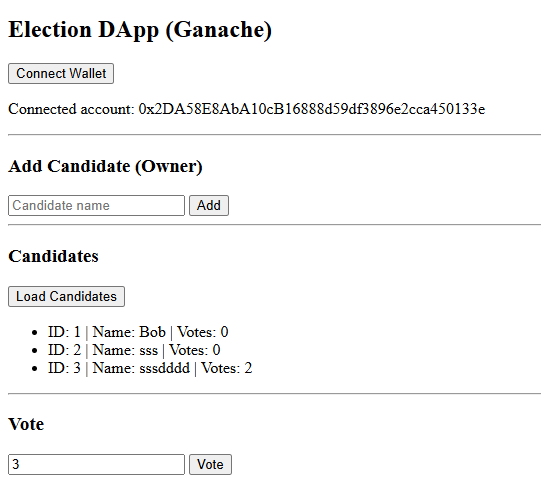 Election DApp (Ganache)
Connect Wallet
Connected account: 0x2DA58E8AbA10cB16888d59df3896e2cca450133e
Add Candidate (Owner)
Candidate name Add
Candidates
Load Candidates
• ID: 1 | Name: Bob | Votes: 0
• ID: 2 | Name: sss | Votes: 0
• ID: 3 | Name: sssdddd | Votes: 2
Vote
3 Vote